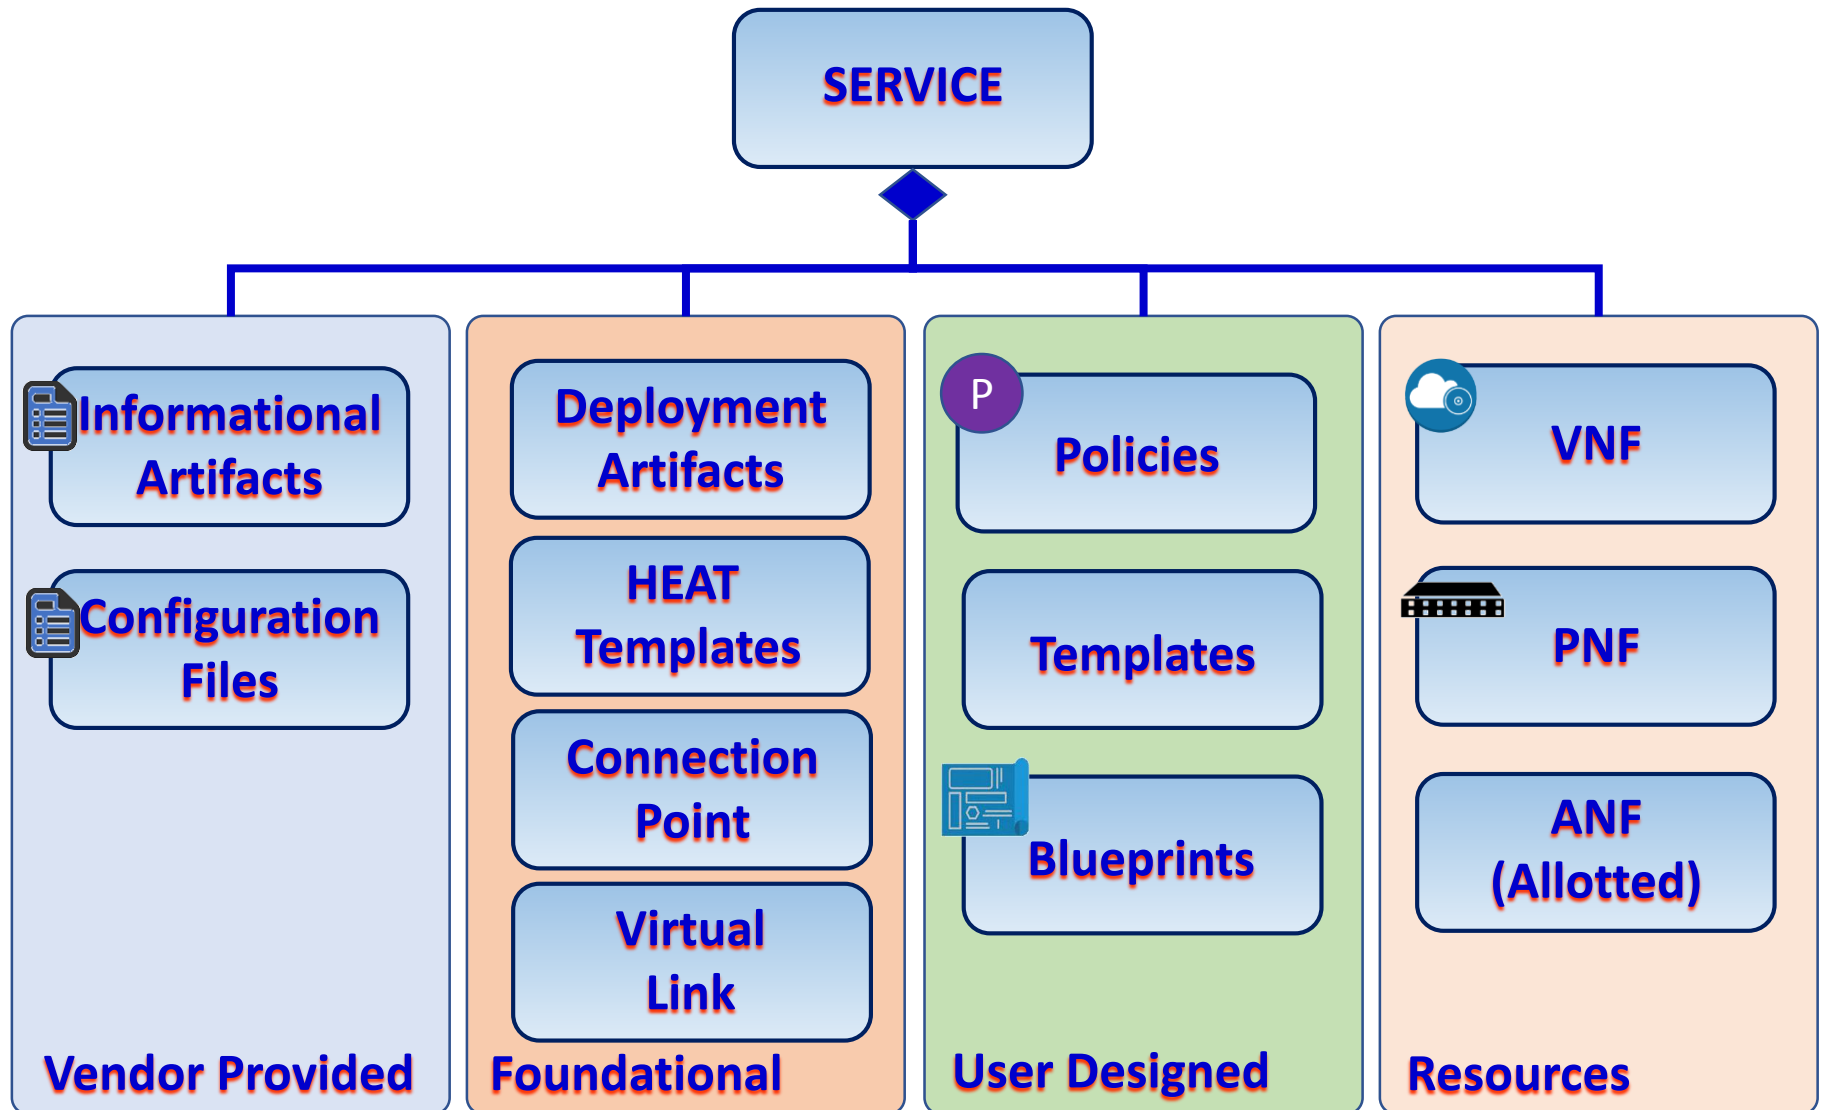 SERVICE
Informational
Artifacts
Configuration
Files
Vendor Provided
Deployment
Artifacts
HEAT
Templates
Connection
Point
Virtual
Link
Foundational
P
Policies
Templates
Blueprints
User Designed
VNF
PNF
ANF
(Allotted)
Resources